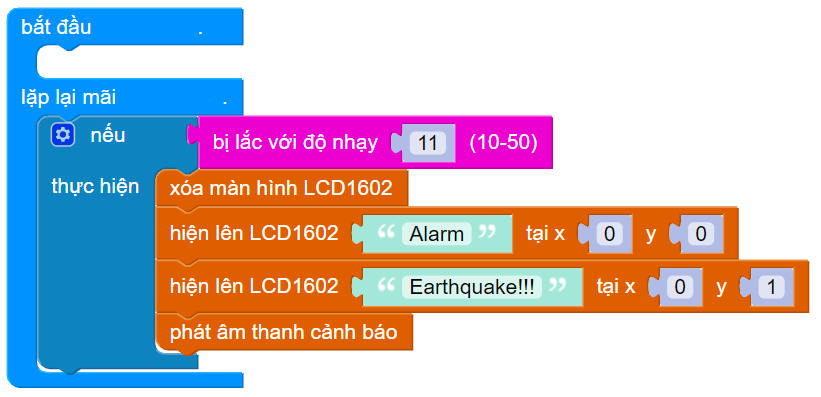 bắt đầu .
lặp lại mãi .
nếu bị lắc với độ nhạy 11 (10-50)
thực hiện xóa màn hình LCD1602
hiện lên LCD1602 “ Alarm ” tại x 0 y 0
hiện lên LCD1602 “ Earthquake!!! ” tại x 0 y 1
phát âm thanh cảnh báo